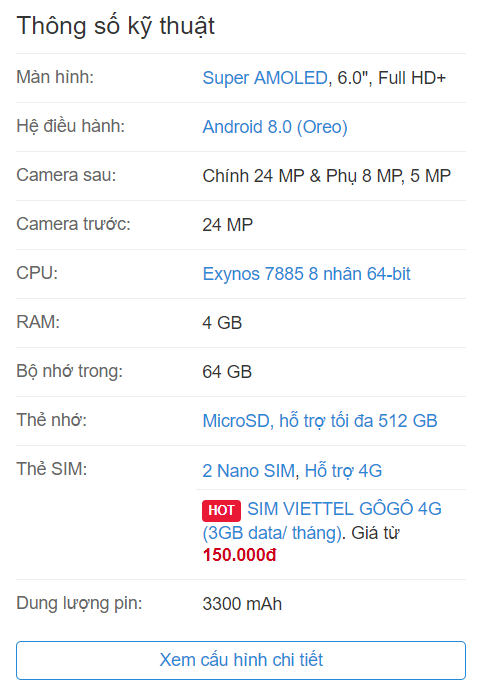 Thông số kỹ thuật
Màn hình: Super AMOLED, 6.0", Full HD+
Hệ điều hành: Android 8.0 (Oreo)
Camera sau: Chính 24 MP & Phụ 8 MP, 5 MP
Camera trước: 24 MP
CPU: Exynos 7885 8 nhân 64-bit
RAM: 4 GB
Bộ nhớ trong: 64 GB
Thẻ nhớ: MicroSD, hỗ trợ tối đa 512 GB
Thẻ SIM: 2 Nano SIM, Hỗ trợ 4G
HOT SIM VIETTEL GÔGÔ 4G
(3GB data/ tháng). Giá từ
150.000đ
Dung lượng pin: 3300 mAh
Xem cấu hình chi tiết